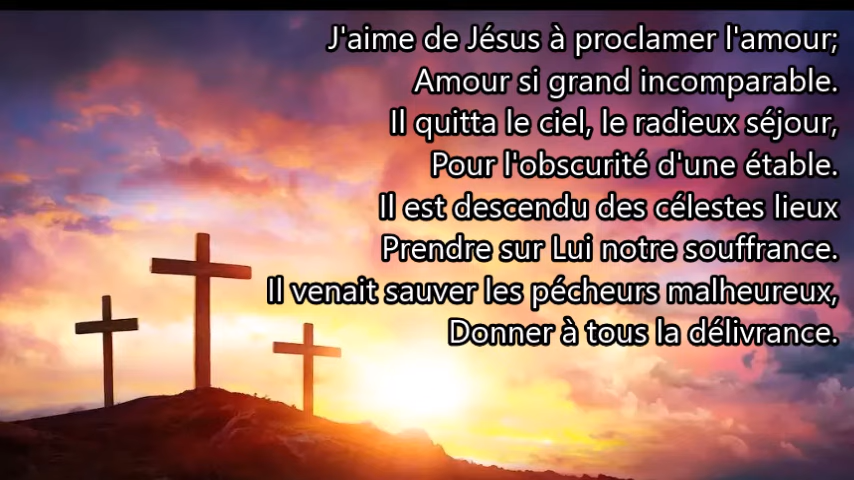 J'aime de Jésus à proclamer l'amour;
Amour si grand incomparable.
Il quitta le ciel, le radieux séjour,
Pour l'obscurité d'une étable.
Il est descendu des célestes lieux
Prendre sur Lui notre souffrance.
Il venait sauver les pécheurs malheureux,
Donner à tous la délivrance.